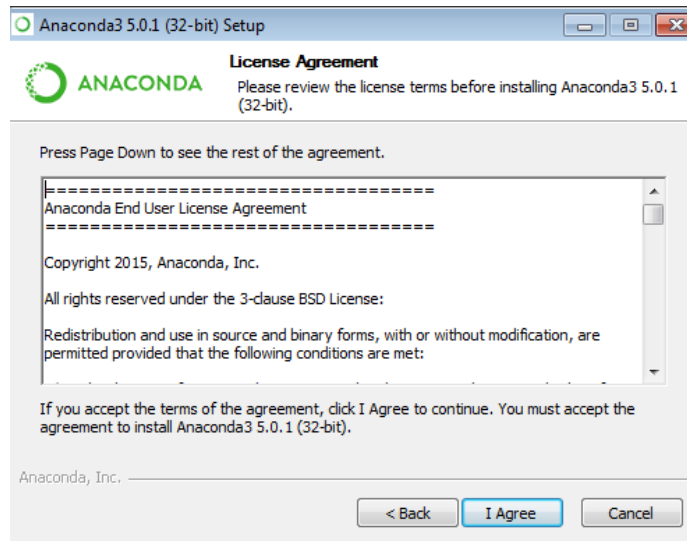 Anaconda3 5.0.1 (32-bit) Setup
ANACONDA
License Agreement
Please review the license terms before installing Anaconda3 5.0.1
(32-bit).
Press Page Down to see the rest of the agreement.
=====================================
Anaconda End User License Agreement
=====================================
Copyright 2015, Anaconda, Inc.
All rights reserved under the 3-clause BSD License:
Redistribution and use in source and binary forms, with or without modification, are
permitted provided that the following conditions are met:
If you accept the terms of the agreement, click I Agree to continue. You must accept the
agreement to install Anaconda3 5.0.1 (32-bit).
Anaconda, Inc.
< Back
I Agree
Cancel